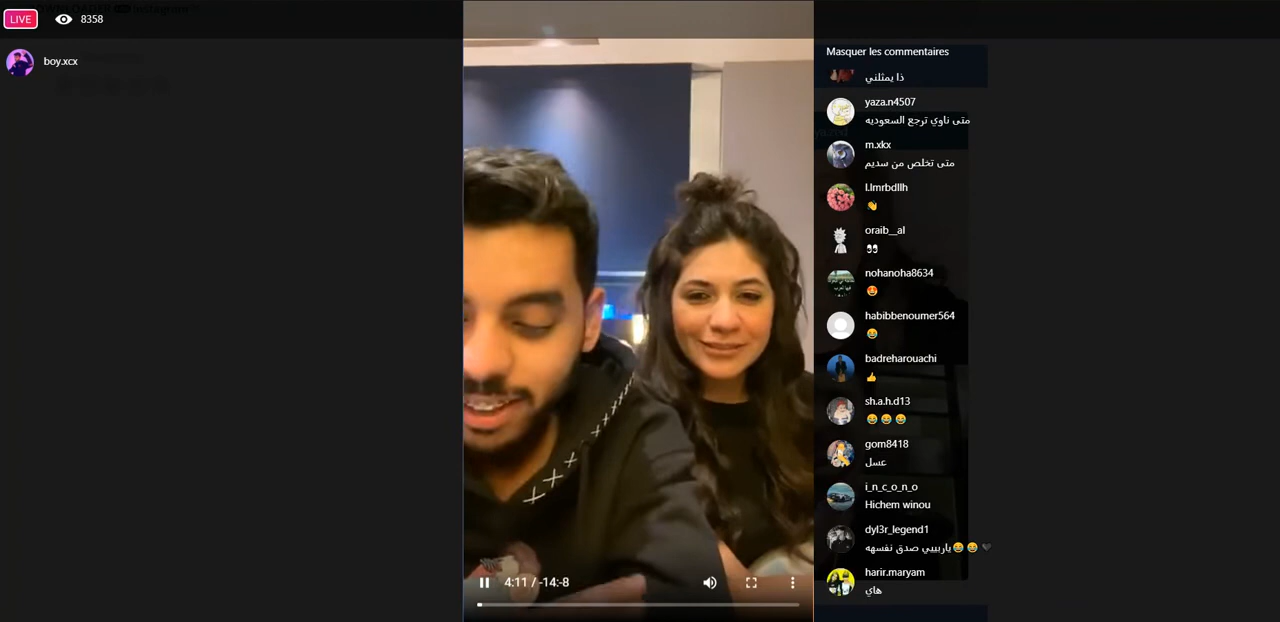 LIVE
8358
boy.xcx
Masquer les commentaires
ذا يمثلني
yaza.n4507
متى ناوي ترجع السعوديه
m.xkx
متى تخلص من سديم
l.lmrbdllh
👏
oraib__al
👀
nohanoha8634
😍
habibbenoumer564
😂
badreharouachi
👍
sh.a.h.d13
😂 😂 😂
gom8418
عسل
i_n_c_o_n_o
Hichem winou
dyl3r_legend1
ياربييي صدق نفسهه😂 😂 🖤
harir.maryam
هاي
4:11 / -14:-8